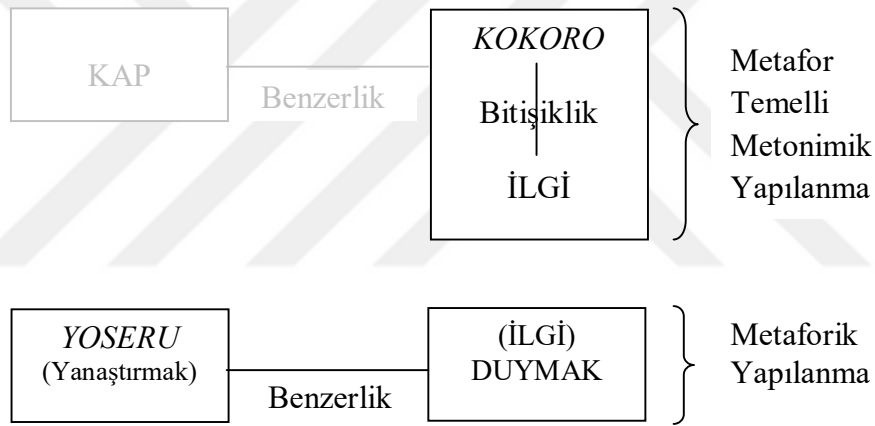 KAP
Benzerlik
KOKORO
Bitişiklik
İLGİ
Metafor
Temelli
Metonimik
Yapılanma
YOSERU
(Yanaştırmak)
Benzerlik
(İLGİ)
DUYMAK
Metaforik
Yapılanma